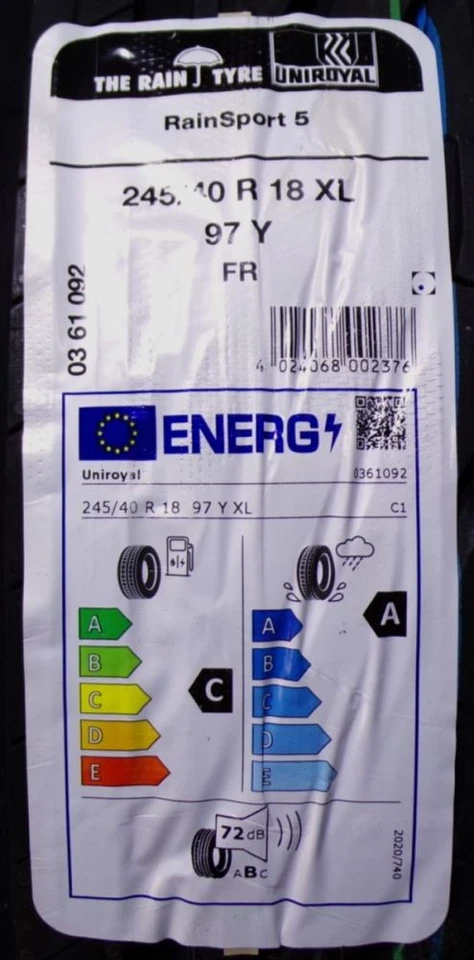 THE RAIN TYRE UNIROYAL
RainSport 5
245/40 R 18 XL
97 Y
FR
03 61 092
4 024068 002376
ENERG
Uniroyal 0361092
245/40 R 18 97 Y XL C1
A A A
B B
C C C
D D
E E
72 dB
ABC
2020/740